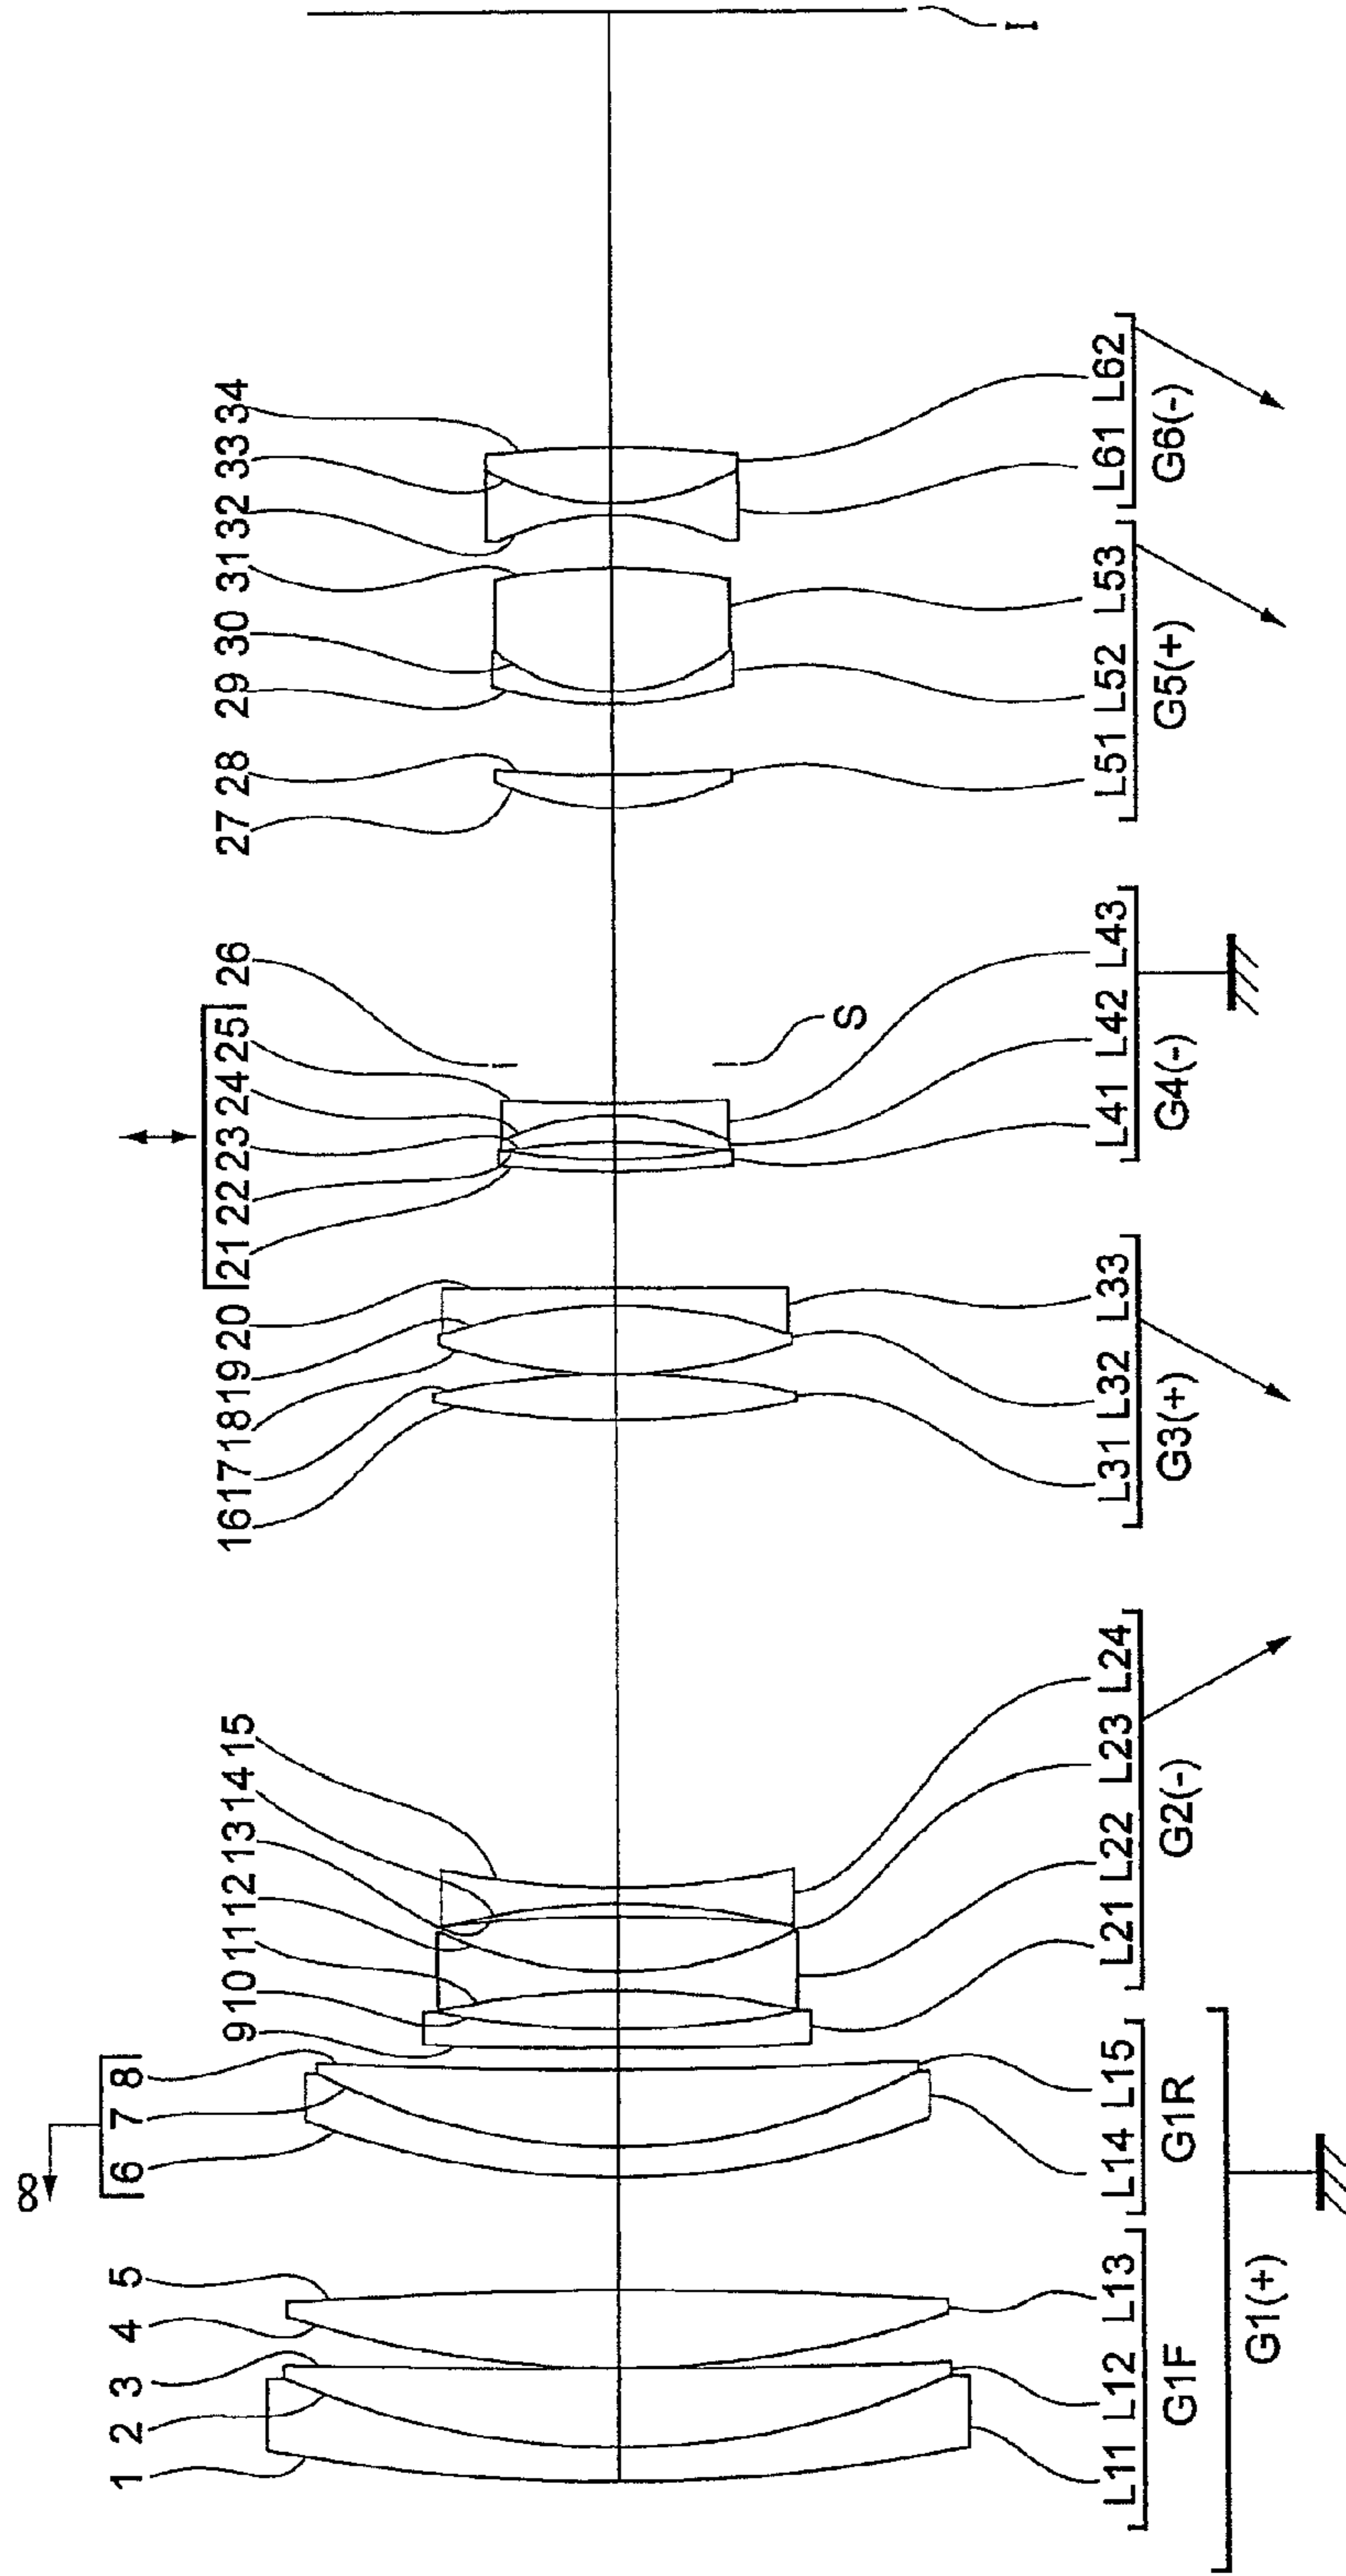 ∞
1 2 3 4 5 6 7 8 9 10 11 12 13 14 15 16 17 18 19 20 21 22 23 24 25 26 27 28 29 30 31 32 33 34
S
I
L11 L12 L13 L14 L15 L21 L22 L23 L24 L31 L32 L33 L41 L42 L43 L51 L52 L53 L61 L62
G1F G1R G2(-) G3(+) G4(-) G5(+) G6(-)
G1(+)